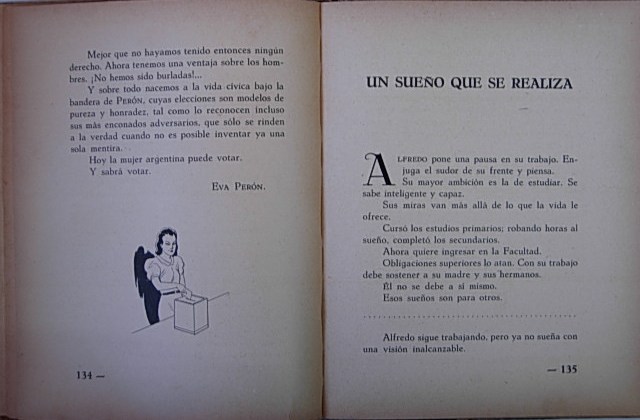 Mejor que no hayamos tenido entonces ningún
derecho. Ahora tenemos una ventaja sobre los hom-
bres. ¡No hemos sido burladas!...
Y sobre todo nacemos a la vida cívica bajo la
bandera de PERÓN, cuyas elecciones son modelos de
pureza y honradez, tal como lo reconocen incluso
sus más enconados adversarios, que sólo se rinden
a la verdad cuando no es posible inventar ya una
sola mentira.
Hoy la mujer argentina puede votar.
Y sabrá votar.
EVA PERÓN.
134 —
UN SUEÑO QUE SE REALIZA
ALFREDO pone una pausa en su trabajo. En-
juga el sudor de su frente y piensa.
Su mayor ambición es la de estudiar. Se
sabe inteligente y capaz.
Sus miras van más allá de lo que la vida le
ofrece.
Cursó los estudios primarios; robando horas al
sueño, completó los secundarios.
Ahora quiere ingresar en la Facultad.
Obligaciones superiores lo atan. Con su trabajo
debe sostener a su madre y sus hermanos.
Él no se debe a sí mismo.
Esos sueños son para otros.
Alfredo sigue trabajando, pero ya no sueña con
una visión inalcanzable.
— 135